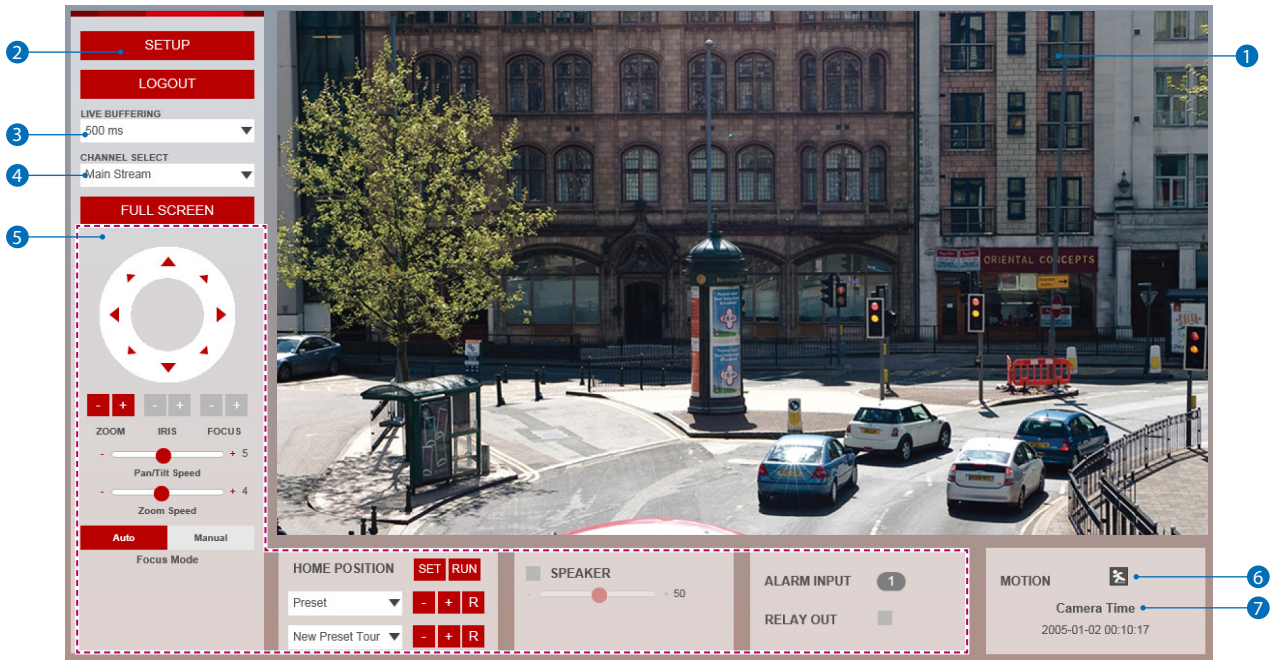 SETUP
2
1
LOGOUT
LIVE BUFFERING
3
500 ms
CHANNEL SELECT
4
Main Stream
FULL SCREEN
5
ORIENTAL CONCEPTS
- +
- +
- +
ZOOM
IRIS
FOCUS
- + 5
Pan/Tilt Speed
- + 4
Zoom Speed
Auto
Manual
Focus Mode
HOME POSITION
SET
RUN
Preset
- + R
New Preset Tour
- + R
SPEAKER
- + 50
ALARM INPUT
1
RELAY OUT
MOTION
6
Camera Time
7
2005-01-02 00:10:17